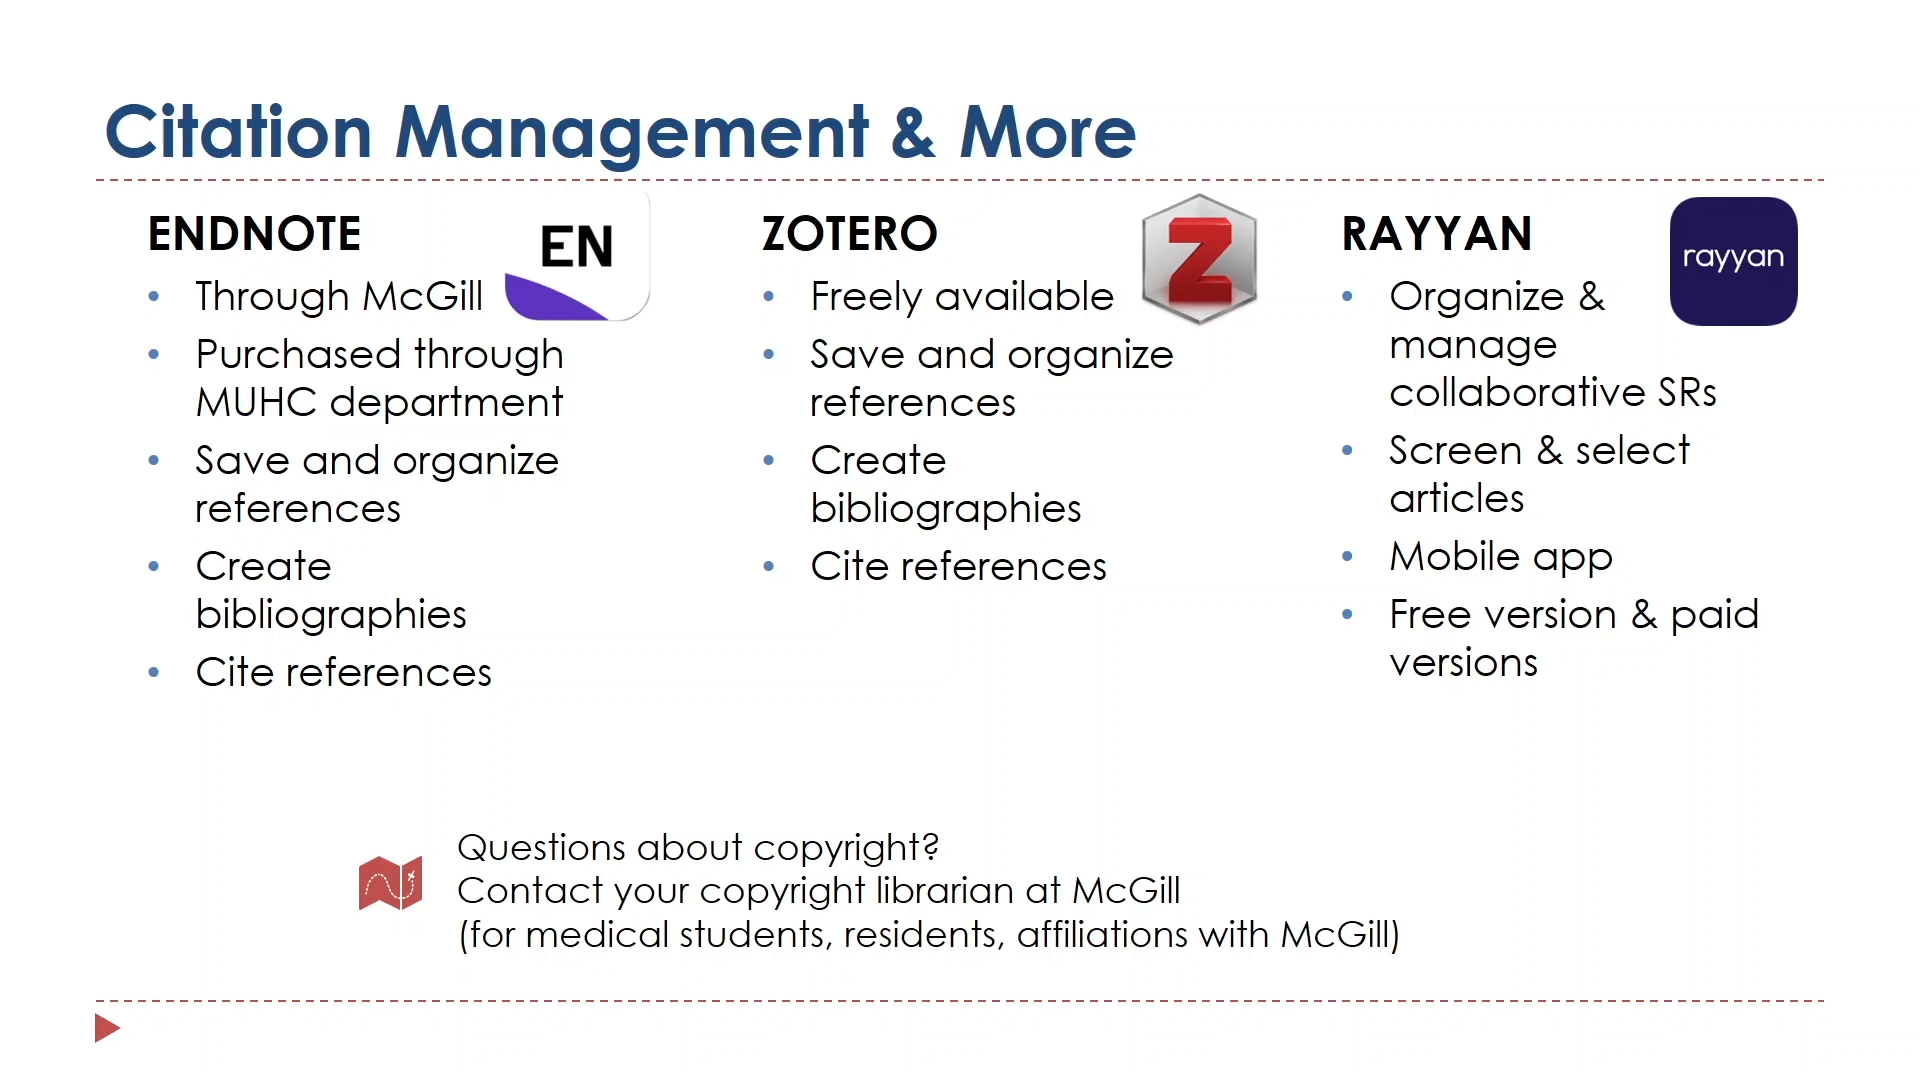 Citation Management & More
ENDNOTE
EN
• Through McGill
• Purchased through
MUHC department
• Save and organize
references
• Create
bibliographies
• Cite references
ZOTERO
Z
• Freely available
• Save and organize
references
• Create
bibliographies
• Cite references
RAYYAN
rayyan
• Organize &
manage
collaborative SRs
• Screen & select
articles
• Mobile app
• Free version & paid
versions
Questions about copyright?
Contact your copyright librarian at McGill
(for medical students, residents, affiliations with McGill)